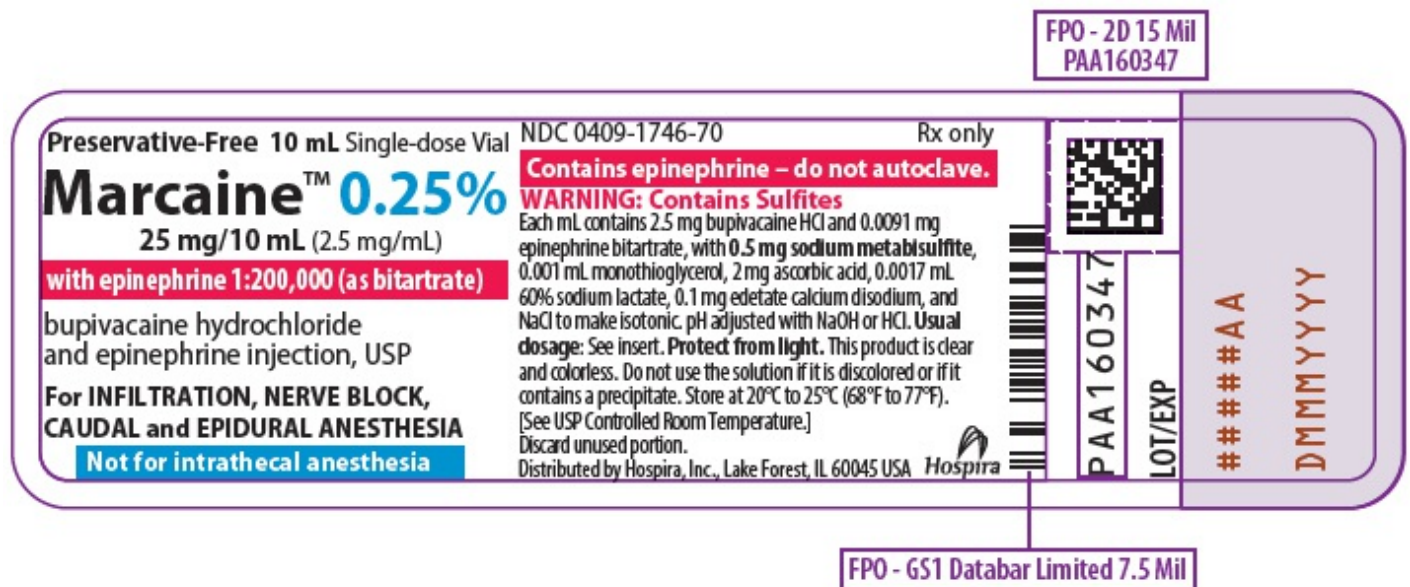 FPO - 2D 15 Mil
PAA160347
Preservative-Free 10 mL Single-dose Vial
Marcaine™ 0.25%
25 mg/10 mL (2.5 mg/mL)
with epinephrine 1:200,000 (as bitartrate)
bupivacaine hydrochloride
and epinephrine injection, USP
For INFILTRATION, NERVE BLOCK,
CAUDAL and EPIDURAL ANESTHESIA
Not for intrathecal anesthesia
NDC 0409-1746-70 Rx only
Contains epinephrine – do not autoclave.
WARNING: Contains Sulfites
Each mL contains 2.5 mg bupivacaine HCl and 0.0091 mg
epinephrine bitartrate, with 0.5 mg sodium metabisulfite,
0.001 mL monothioglycerol, 2 mg ascorbic acid, 0.0017 mL
60% sodium lactate, 0.1 mg edetate calcium disodium, and
NaCl to make isotonic. pH adjusted with NaOH or HCl. Usual
dosage: See insert. Protect from light. This product is clear
and colorless. Do not use the solution if it is discolored or if it
contains a precipitate. Store at 20°C to 25°C (68°F to 77°F).
[See USP Controlled Room Temperature.]
Discard unused portion.
Distributed by Hospira, Inc., Lake Forest, IL 60045 USA
Hospira
PAA160347
LOT/EXP
#####AA
DMMMYYYY
FPO - GS1 Databar Limited 7.5 Mil